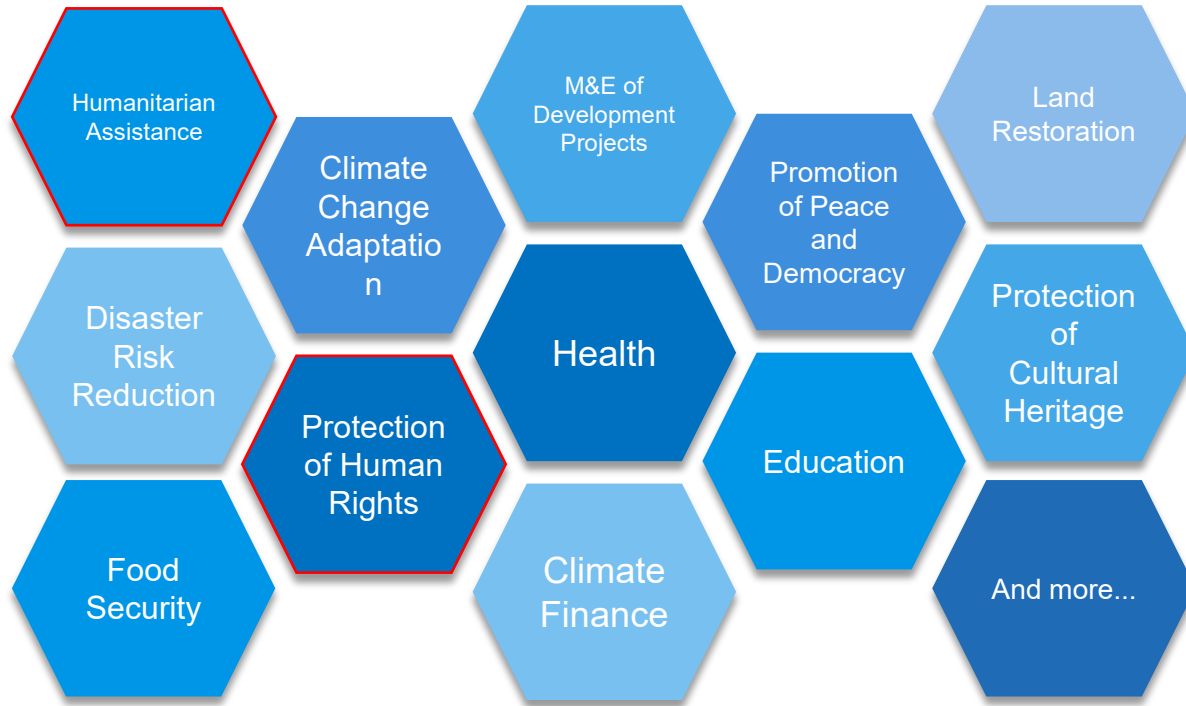 Humanitarian
Assistance
Climate
Change
Adaptatio
n
M&E of
Development
Projects
Promotion
of Peace
and
Democracy
Land
Restoration
Disaster
Risk
Reduction
Protection
of Human
Rights
Health
Education
Protection
of
Cultural
Heritage
Food
Security
Climate
Finance
And more...